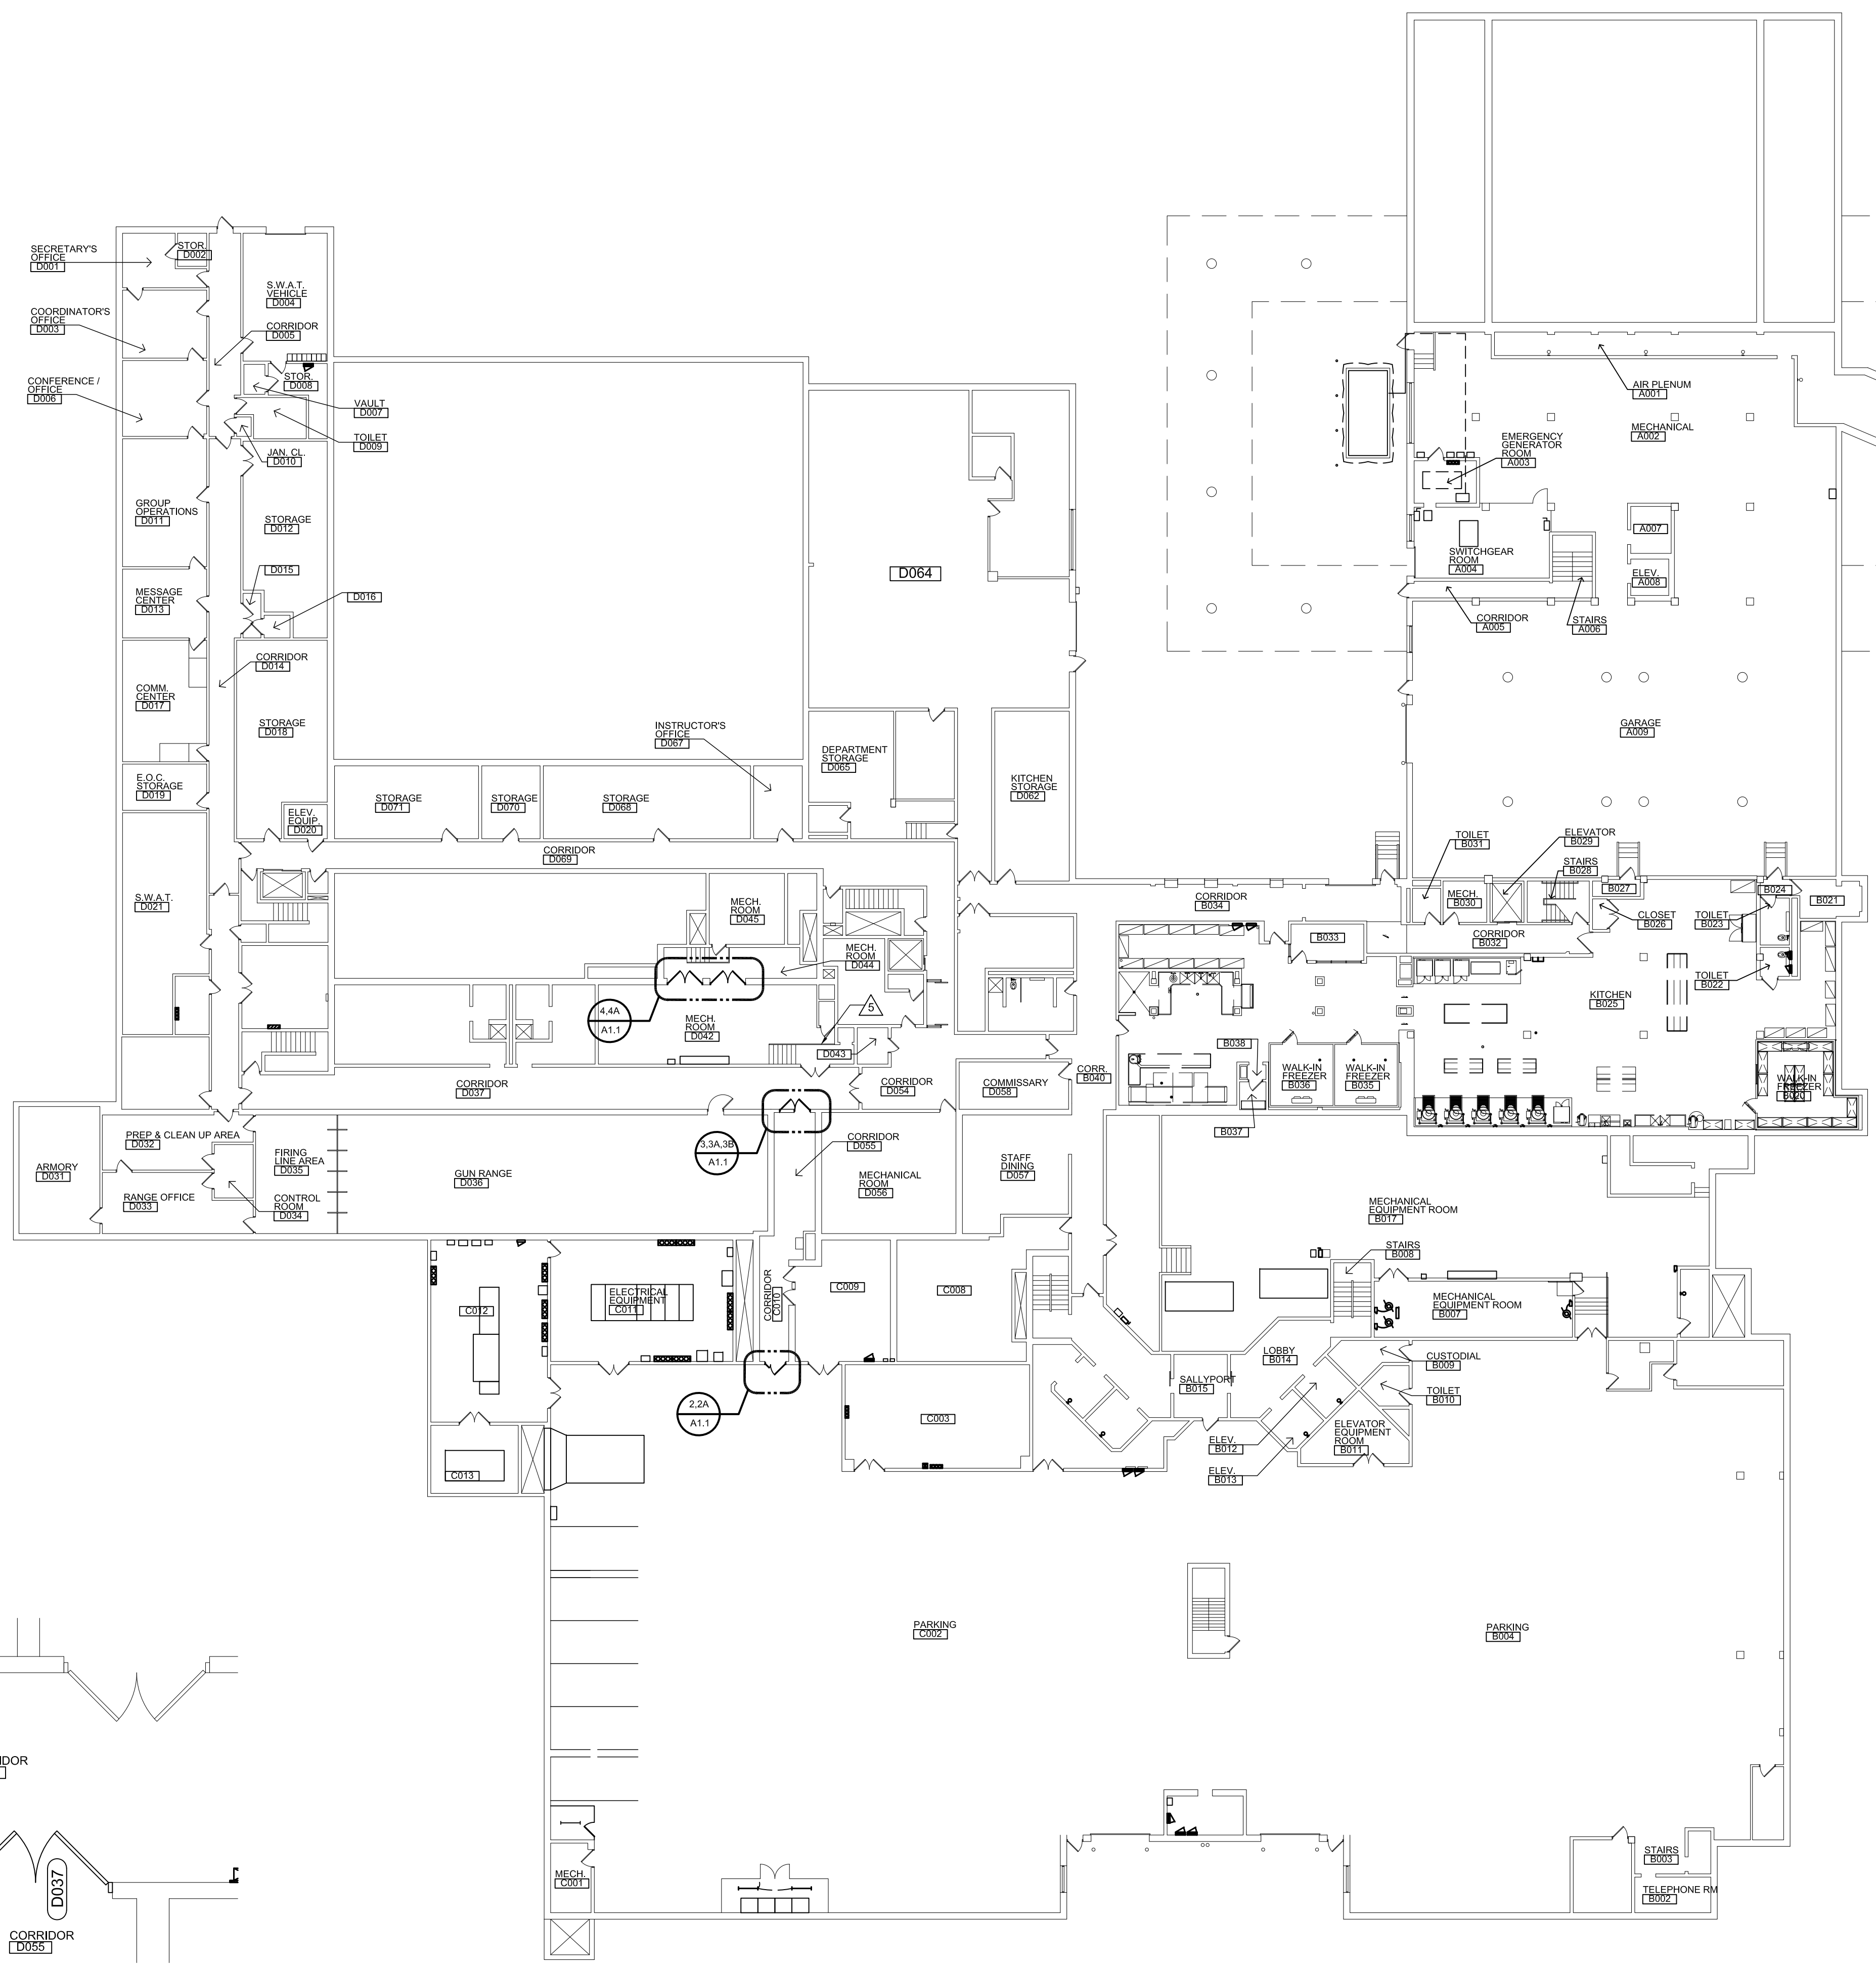 SECRETARY'S
OFFICE
D001
STOR.
D002
S.W.A.T.
VEHICLE
D004
COORDINATOR'S
OFFICE
D003
CORRIDOR
D005
CONFERENCE /
OFFICE
D006
STOR.
D008
VAULT
D007
TOILET
D009
JAN. CL.
D010
GROUP
OPERATIONS
D011
STORAGE
D012
D015
D016
MESSAGE
CENTER
D013
CORRIDOR
D014
COMM.
CENTER
D017
STORAGE
D018
E.O.C.
STORAGE
D019
ELEV.
EQUIP.
D020
S.W.A.T.
D021
STORAGE
D071
STORAGE
D070
STORAGE
D068
INSTRUCTOR'S
OFFICE
D067
DEPARTMENT
STORAGE
D065
D064
KITCHEN
STORAGE
D062
CORRIDOR
D069
MECH.
ROOM
D045
MECH.
ROOM
D044
5
4,4A
A1.1
MECH.
ROOM
D042
D043
CORRIDOR
D037
CORRIDOR
D054
COMMISSARY
D058
CORR.
B040
3,3A,3B
A1.1
CORRIDOR
D055
MECHANICAL
ROOM
D056
STAFF
DINING
D057
PREP & CLEAN UP AREA
D032
ARMORY
D031
RANGE OFFICE
D033
FIRING
LINE AREA
D035
CONTROL
ROOM
D034
GUN RANGE
D036
AIR PLENUM
A001
MECHANICAL
A002
EMERGENCY
GENERATOR
ROOM
A003
SWITCHGEAR
ROOM
A004
A007
ELEV.
A008
CORRIDOR
A005
STAIRS
A006
GARAGE
A009
TOILET
B031
ELEVATOR
B029
STAIRS
B028
MECH.
B030
B027
CLOSET
B026
TOILET
B023
B024
B021
CORRIDOR
B034
B033
CORRIDOR
B032
TOILET
B022
KITCHEN
B025
B038
WALK-IN
FREEZER
B036
WALK-IN
FREEZER
B035
WALK-IN
FREEZER
B020
B037
MECHANICAL
EQUIPMENT ROOM
B017
STAIRS
B008
MECHANICAL
EQUIPMENT ROOM
B007
LOBBY
B014
CUSTODIAL
B009
TOILET
B010
SALLYPORT
B015
ELEVATOR
EQUIPMENT
ROOM
B011
ELEV.
B012
ELEV.
B013
C012
ELECTRICAL
EQUIPMENT
C011
CORRIDOR
C010
C009
C008
2,2A
A1.1
C003
C013
PARKING
C002
PARKING
B004
MECH.
C001
STAIRS
B003
TELEPHONE RM
B002
IDOR
D037
CORRIDOR
D055